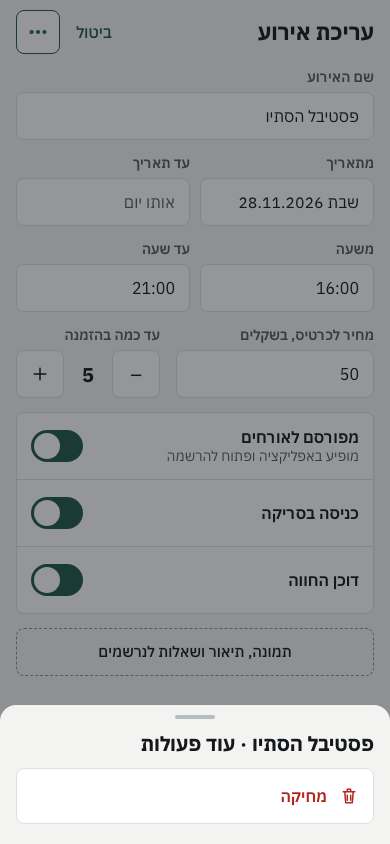 עריכת אירוע
ביטול
שם האירוע
פסטיבל הסתיו
מתאריך
עד תאריך
שבת 28.11.2026
אותו יום
משעה
עד שעה
16:00
21:00
מחיר לכרטיס, בשקלים
עד כמה בהזמנה
50
− 5 +
מפורסם לאורחים
מופיע באפליקציה ופתוח להרשמה
כניסה בסריקה
דוכן החווה
תמונה, תיאור ושאלות לנרשמים
פסטיבל הסתיו · עוד פעולות
מחיקה